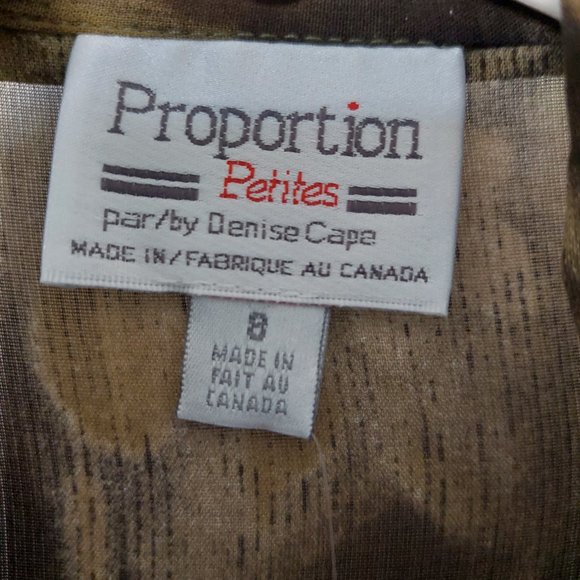 Proportion
Petites
par/by Denise Cape
MADE IN/FABRIQUE AU CANADA
8
MADE IN
FAIT AU
CANADA